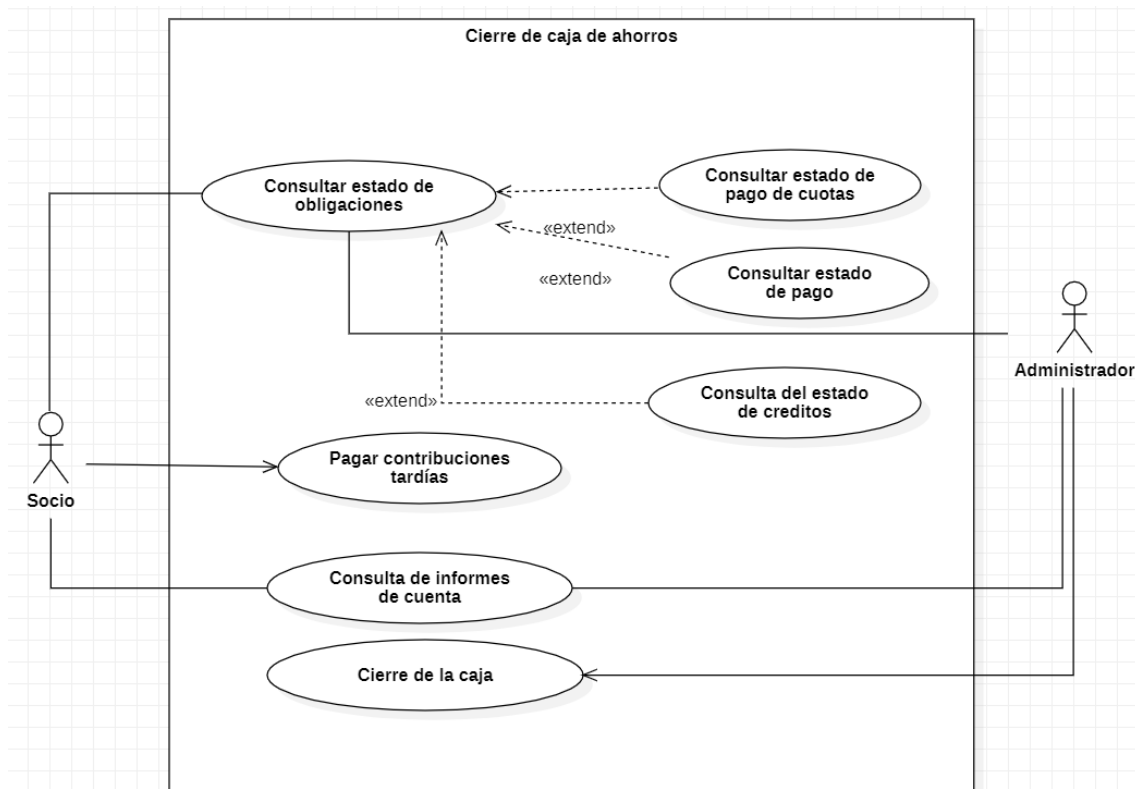 Cierre de caja de ahorros
Consultar estado de
obligaciones
Consultar estado de
pago de cuotas
«extend»
Consultar estado
de pago
«extend»
Administrador
Consulta del estado
de creditos
«extend»
Pagar contribuciones
tardías
Socio
Consulta de informes
de cuenta
Cierre de la caja